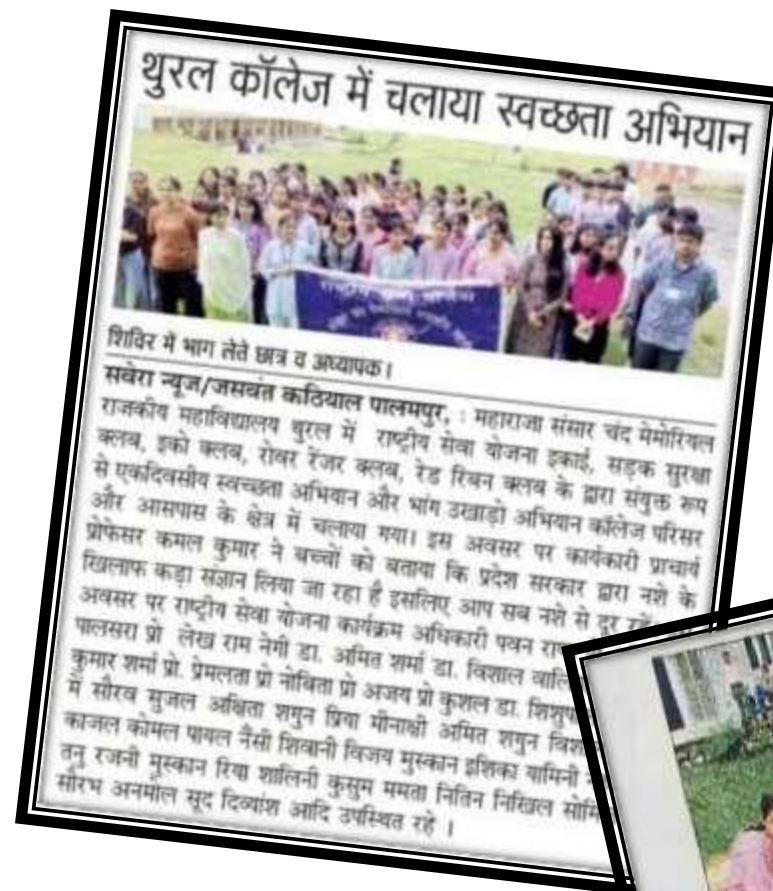 थुरल कॉलेज में चलाया स्वच्छता अभियान
राष्ट्रीय सेवा योजना
शिविर में भाग लेते छात्र व अध्यापक।
सवेरा न्यूज/जसवंत कठियाल पालमपुर, : महाराजा संसार चंद मेमोरियल
राजकीय महाविद्यालय थुरल में राष्ट्रीय सेवा योजना इकाई, सड़क सुरक्षा
क्लब, इको क्लब, रोवर रेंजर क्लब, रेड रिबन क्लब के द्वारा संयुक्त रूप
से एकदिवसीय स्वच्छता अभियान और भांग उखाड़ो अभियान कॉलेज परिसर
और आसपास के क्षेत्र में चलाया गया। इस अवसर पर कार्यकारी प्राचार्य
प्रोफेसर कमल कुमार ने बच्चों को बताया कि प्रदेश सरकार द्वारा नशे के
खिलाफ कड़ा संज्ञान लिया जा रहा है इसलिए आप सब नशे से दूर
अवसर पर राष्ट्रीय सेवा योजना कार्यक्रम अधिकारी पवन
पालसरा प्रो लेख राम नेगी डा. अमित शर्मा डा. विशाल
कुमार शर्मा प्रो. प्रेमलता प्रो नोबिता प्रो अजय प्रो कुशल डा.
में सौरव मुजल अक्षिता शगुन प्रिया मीनाक्षी अमित शगुन
काजल कोमल पायल नैंसी शिवानी विजय मुस्कान इशिका यामिनी
तनु रजनी मुस्कान रिया शालिनी कुसुम ममता नितिन निखिल
सौरभ अनमोल सूद दिव्यांश आदि उपस्थित रहे ।